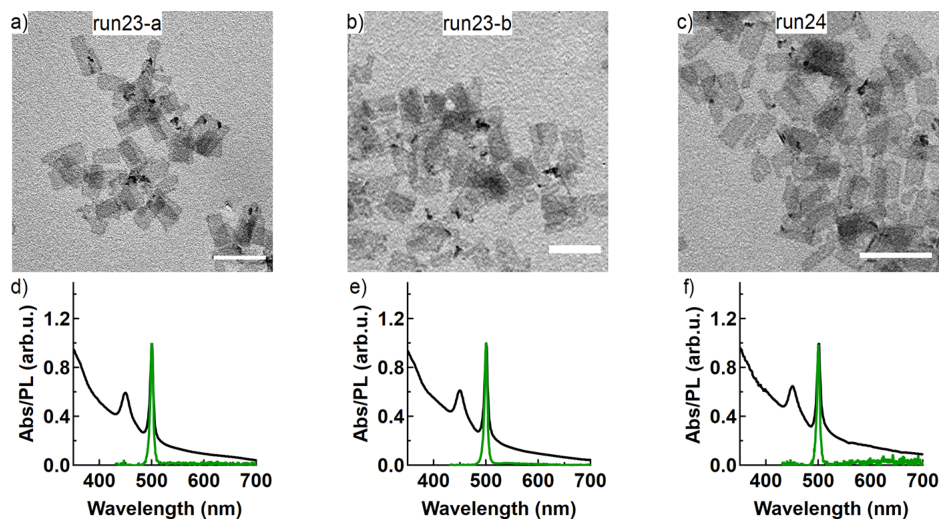 a) run23-a
b) run23-b
c) run24
d)
e)
f)
Abs/PL (arb.u.)
1.2
0.8
0.4
0.0
400 500 600 700
Wavelength (nm)
Abs/PL (arb.u.)
1.2
0.8
0.4
0.0
400 500 600 700
Wavelength (nm)
Abs/PL (arb.u.)
1.2
0.8
0.4
0.0
400 500 600 700
Wavelength (nm)